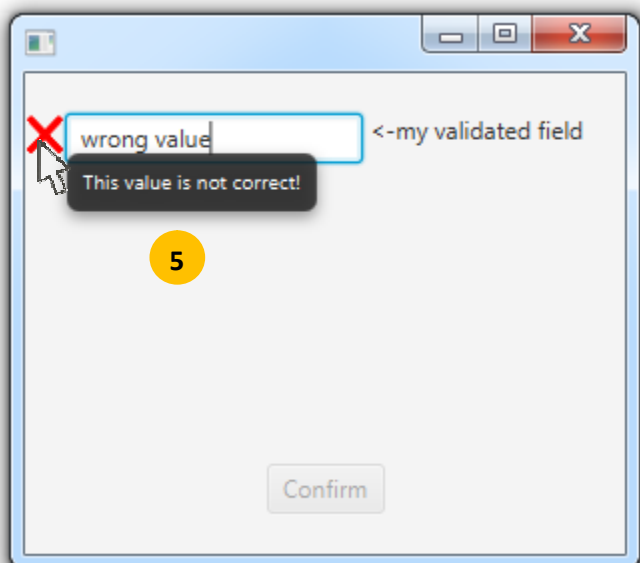 wrong value
<-my validated field
This value is not correct!
5
Confirm